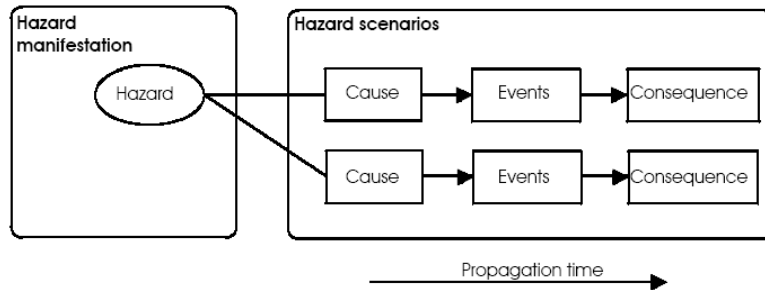 Hazard
manifestation
Hazard
Hazard scenarios
Cause
Events
Consequence
Cause
Events
Consequence
Propagation time